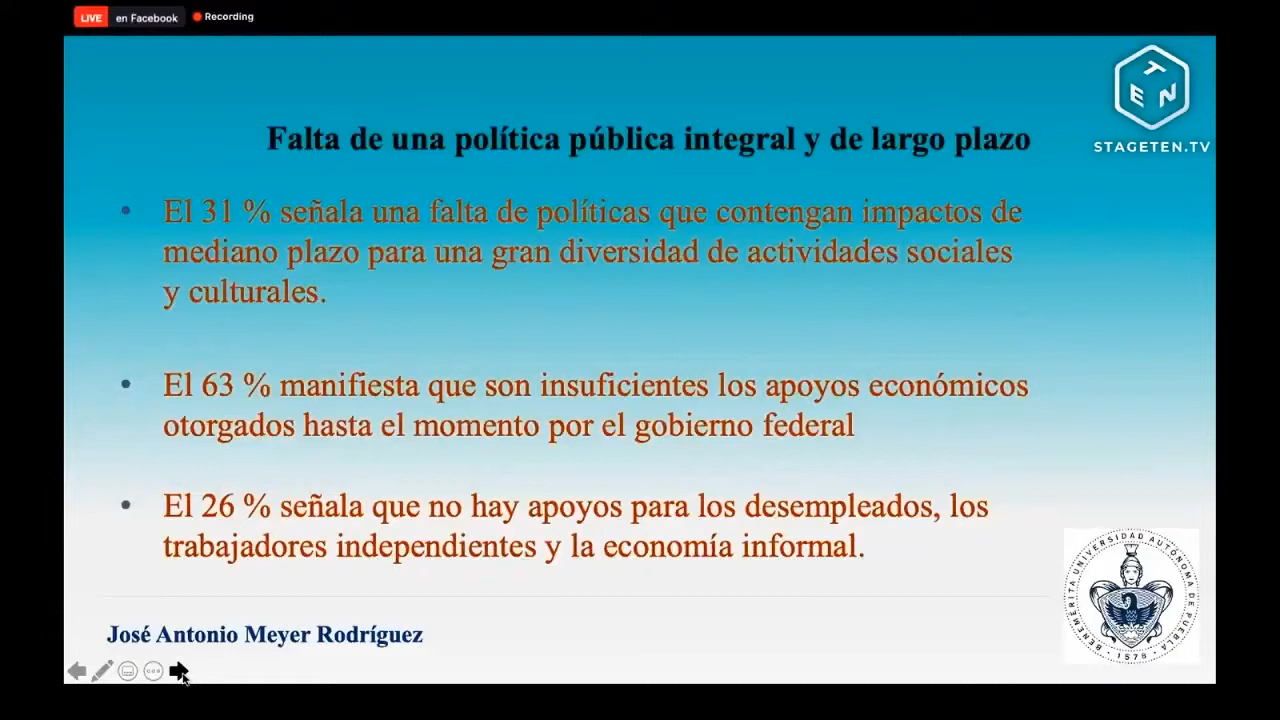 LIVE en Facebook Recording
TEN
STAGETEN.TV
Falta de una política pública integral y de largo plazo
• El 31 % señala una falta de políticas que contengan impactos de
mediano plazo para una gran diversidad de actividades sociales
y culturales.
• El 63 % manifiesta que son insuficientes los apoyos económicos
otorgados hasta el momento por el gobierno federal
• El 26 % señala que no hay apoyos para los desempleados, los
trabajadores independientes y la economía informal.
BENEMÉRITA UNIVERSIDAD AUTÓNOMA DE PUEBLA
• 1578 •
José Antonio Meyer Rodríguez